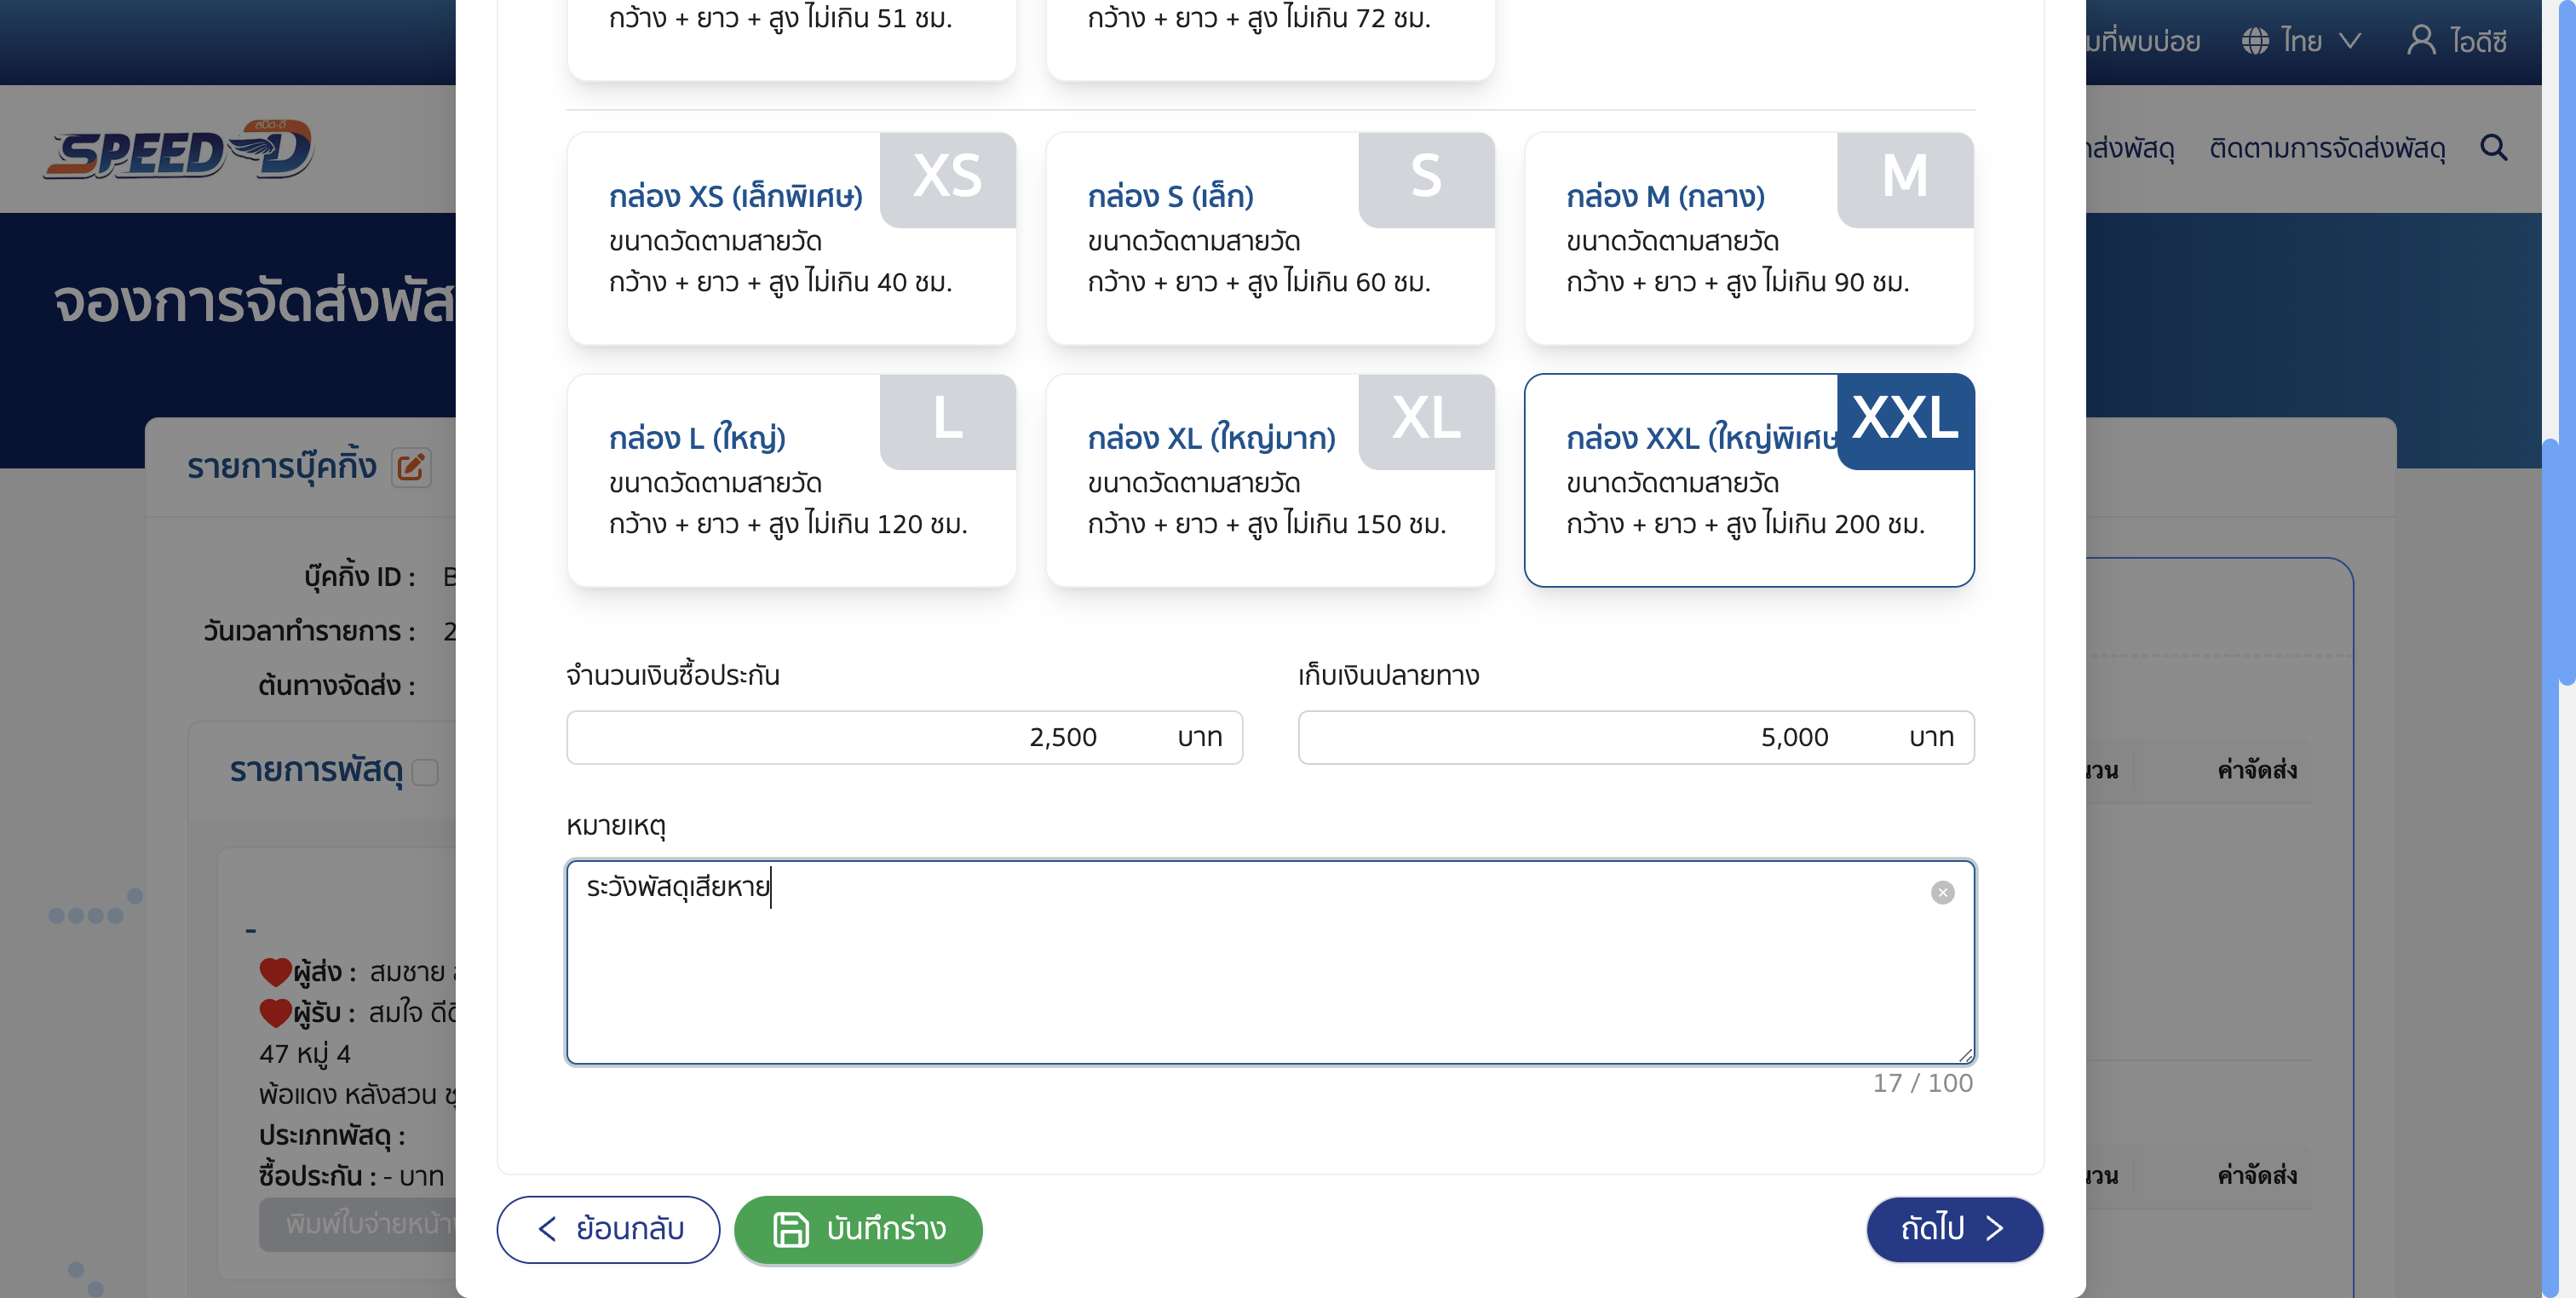 กว้าง + ยาว + สูง ไม่เกิน 51 ซม.
กว้าง + ยาว + สูง ไม่เกิน 72 ซม.
ไทย
ไอดีซี
SPEED-D
สปีด-ดี
ติดตามการจัดส่งพัสดุ
กล่อง XS (เล็กพิเศษ)
XS
ขนาดวัดตามสายวัด
กว้าง + ยาว + สูง ไม่เกิน 40 ซม.
กล่อง S (เล็ก)
S
ขนาดวัดตามสายวัด
กว้าง + ยาว + สูง ไม่เกิน 60 ซม.
กล่อง M (กลาง)
M
ขนาดวัดตามสายวัด
กว้าง + ยาว + สูง ไม่เกิน 90 ซม.
จองการจัดส่งพัส
กล่อง L (ใหญ่)
L
ขนาดวัดตามสายวัด
กว้าง + ยาว + สูง ไม่เกิน 120 ซม.
กล่อง XL (ใหญ่มาก)
XL
ขนาดวัดตามสายวัด
กว้าง + ยาว + สูง ไม่เกิน 150 ซม.
กล่อง XXL (ใหญ่พิเศษ
XXL
ขนาดวัดตามสายวัด
กว้าง + ยาว + สูง ไม่เกิน 200 ซม.
รายการบุ๊คกิ้ง
บุ๊คกิ้ง ID :
วันเวลาทำรายการ : 2
ต้นทางจัดส่ง :
จำนวนเงินซื้อประกัน
2,500 บาท
เก็บเงินปลายทาง
5,000 บาท
รายการพัสดุ
ค่าจัดส่ง
หมายเหตุ
ระวังพัสดุเสียหาย
17 / 100
-
ผู้ส่ง : สมชาย
ผู้รับ : สมใจ
47 หมู่ 4
พ้อแดง หลังสวน
ประเภทพัสดุ :
ซื้อประกัน : - บาท
พิมพ์ใบจ่ายหน้า
ค่าจัดส่ง
ย้อนกลับ
บันทึกร่าง
ถัดไป